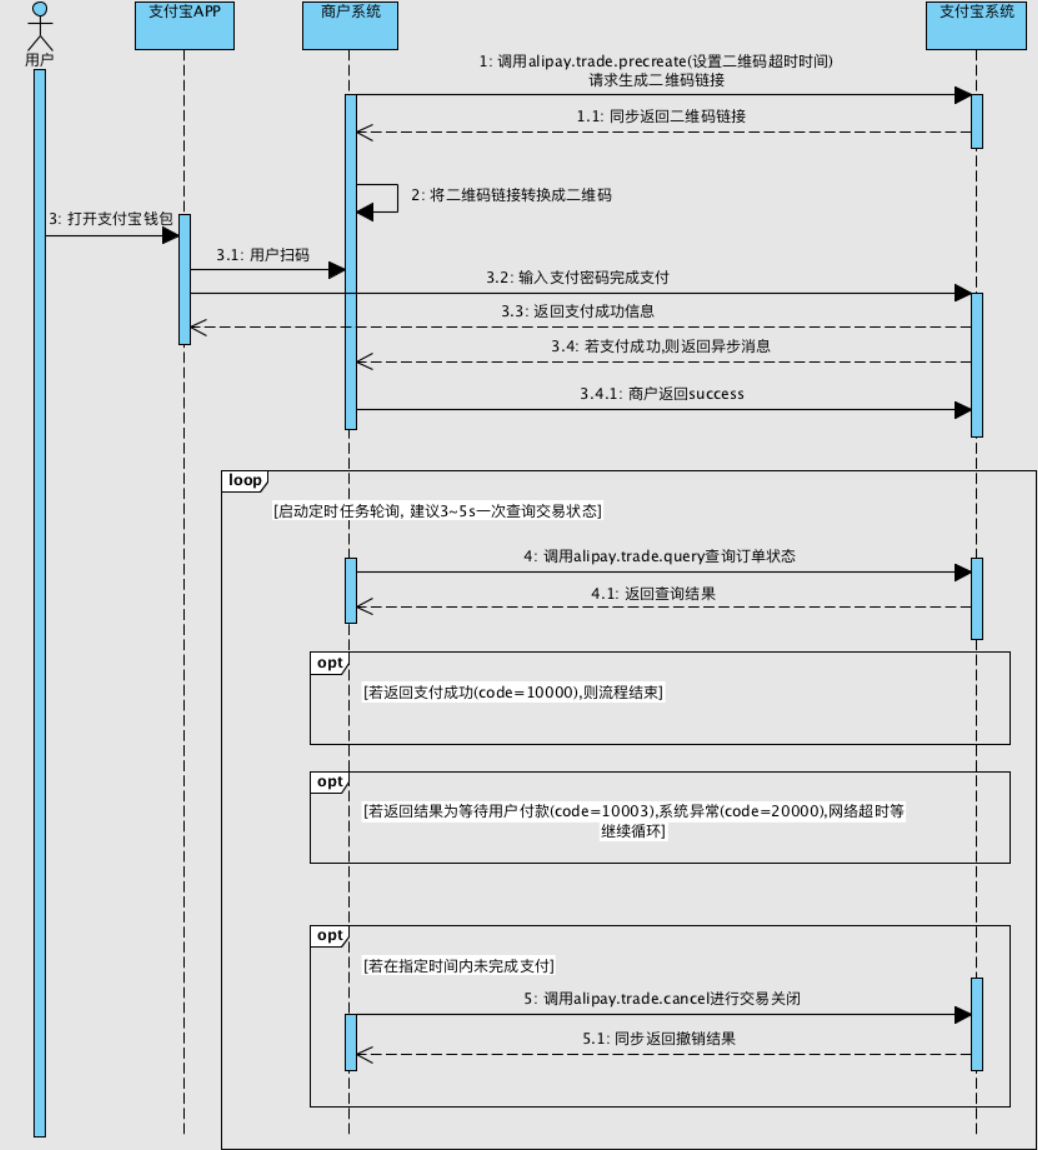 支付宝APP
商户系统
支付宝系统
用户
1: 调用alipay.trade.precreate(设置二维码超时时间)
请求生成二维码链接
1.1: 同步返回二维码链接
2: 将二维码链接转换成二维码
3: 打开支付宝钱包
3.1: 用户扫码
3.2: 输入支付密码完成支付
3.3: 返回支付成功信息
3.4: 若支付成功,则返回异步消息
3.4.1: 商户返回success
loop
[启动定时任务轮询, 建议3~5s一次查询交易状态]
4: 调用alipay.trade.query查询订单状态
4.1: 返回查询结果
opt
[若返回支付成功(code=10000),则流程结束]
opt
[若返回结果为等待用户付款(code=10003),系统异常(code=20000),网络超时等
继续循环]
opt
[若在指定时间内未完成支付]
5: 调用alipay.trade.cancel进行交易关闭
5.1: 同步返回撤销结果